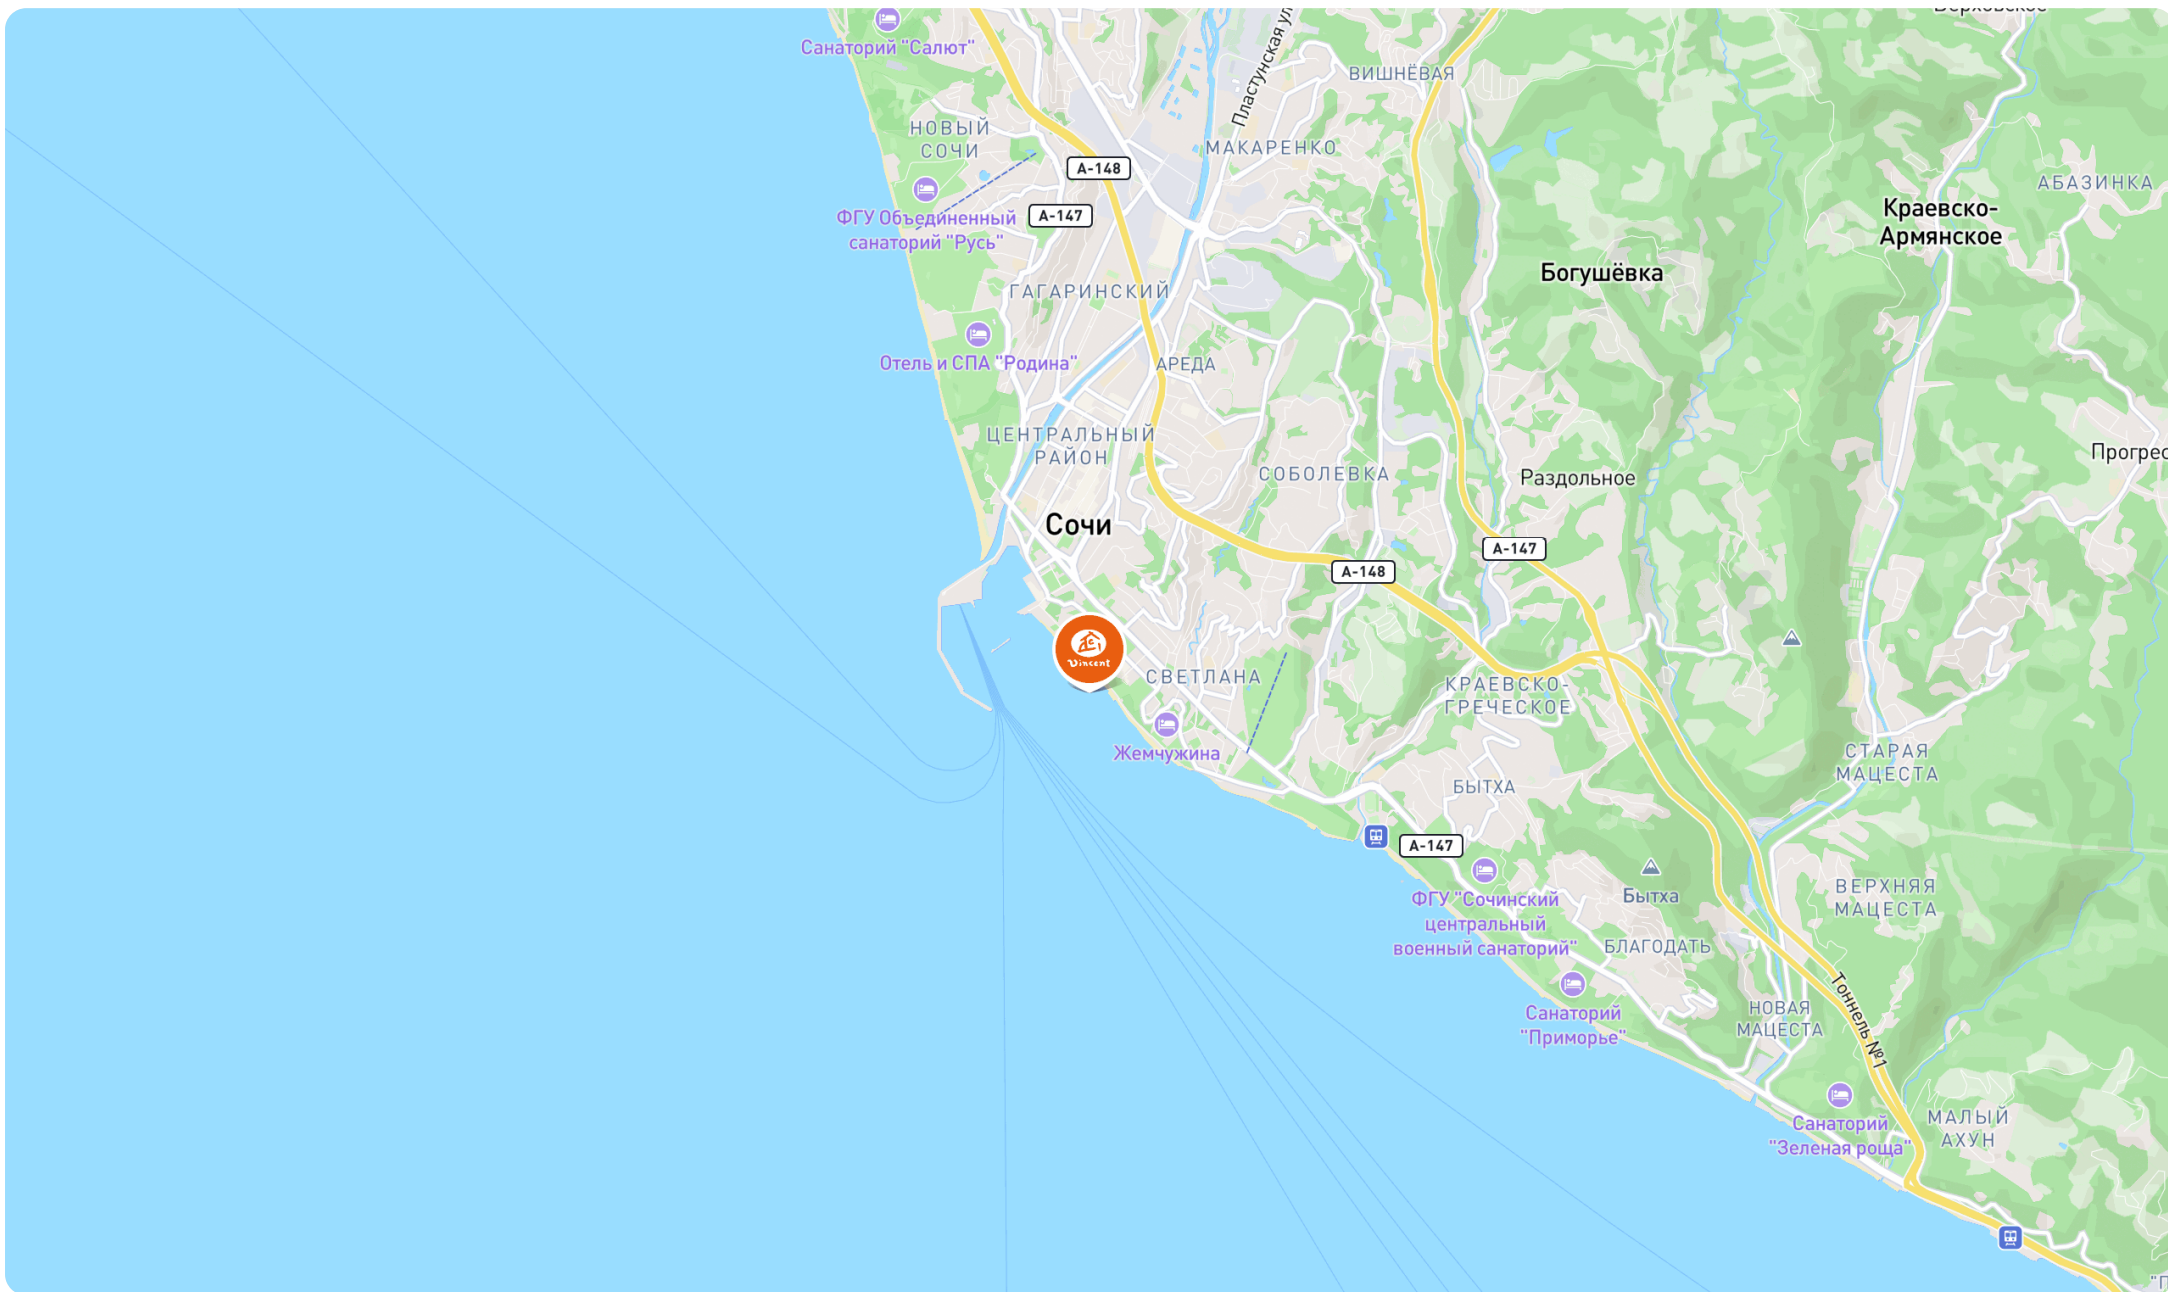 Верховское
Санаторий "Салют"
Пластунская ул
ВИШНЁВАЯ
НОВЫЙ
СОЧИ
МАКАРЕНКО
А-148
АБАЗИНКА
ФГУ Объединенный
санаторий "Русь"
А-147
Краевско-
Армянское
Богушёвка
ГАГАРИНСКИЙ
Отель и СПА "Родина"
АРЕДА
ЦЕНТРАЛЬНЫЙ
РАЙОН
СОБОЛЕВКА
Раздольное
Прогрес
Сочи
А-147
А-148
Vincent
СВЕТЛАНА
КРАЕВСКО-
ГРЕЧЕСКОЕ
Жемчужина
СТАРАЯ
МАЦЕСТА
БЫТХА
А-147
ФГУ "Сочинский
центральный
военный санаторий"
Бытха
ВЕРХНЯЯ
МАЦЕСТА
БЛАГОДАТЬ
Санаторий
"Приморье"
НОВАЯ
МАЦЕСТА
Тоннель №1
Санаторий
"Зеленая роща"
МАЛЫЙ
АХУН
"П